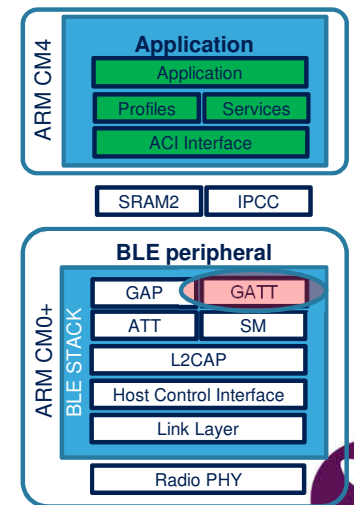 ARM CM4
Application
Application
Profiles Services
ACI Interface
SRAM2 IPCC
ARM CM0+
BLE peripheral
BLE STACK
GAP GATT
ATT SM
L2CAP
Host Control Interface
Link Layer
Radio PHY